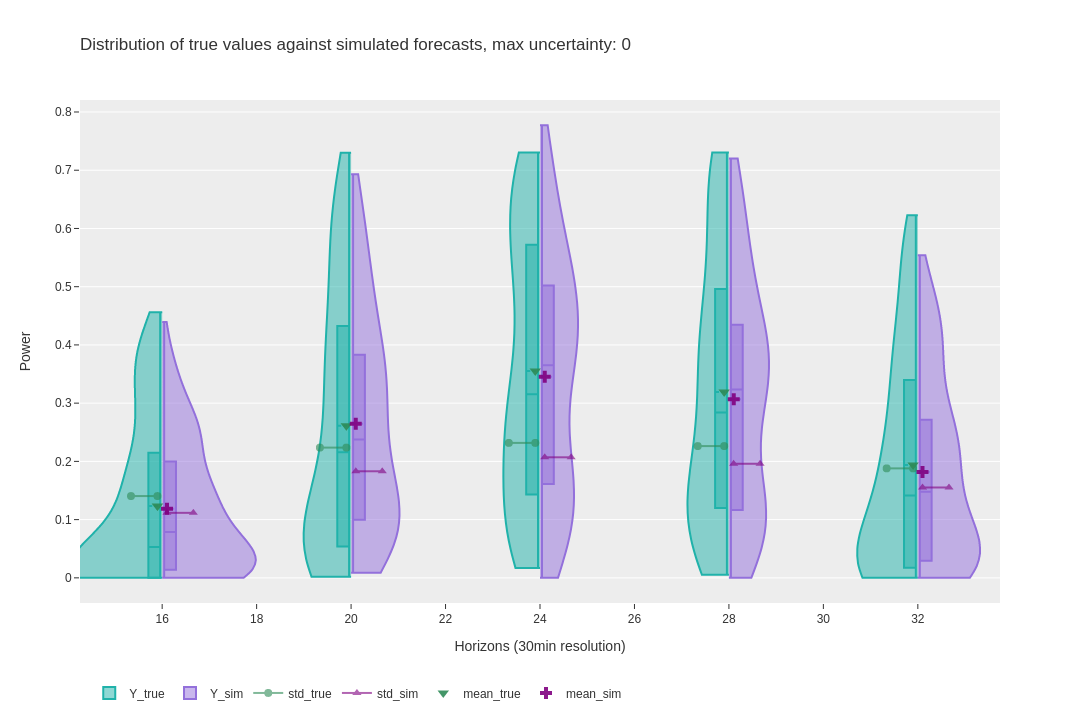 Distribution of true values against simulated forecasts, max uncertainty: 0
0.8
0.7
0.6
0.5
0.4
0.3
0.2
0.1
0
Power
16 18 20 22 24 26 28 30 32
Horizons (30min resolution)
Y_true Y_sim std_true std_sim mean_true mean_sim